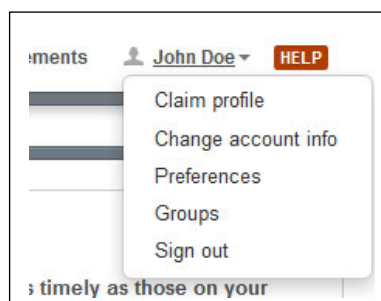 ements John Doe HELP
Claim profile
Change account info
Preferences
Groups
Sign out
s timely as those on your